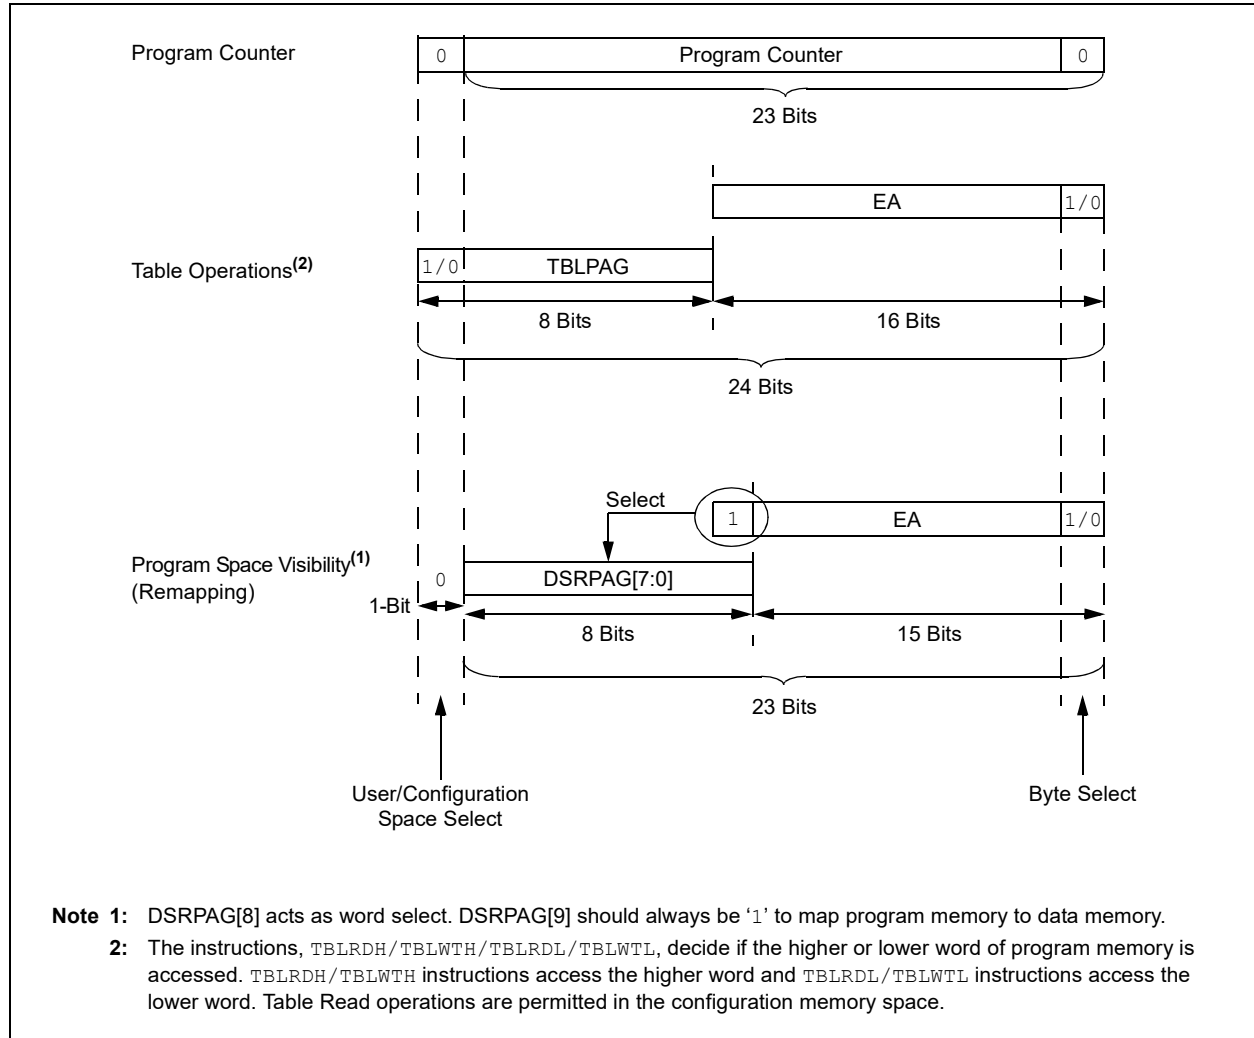 Program Counter
0 Program Counter 0
23 Bits
EA 1/0
Table Operations(2)
1/0 TBLPAG
8 Bits 16 Bits
24 Bits
Select
1 EA 1/0
Program Space Visibility(1)
(Remapping)
0 DSRPAG[7:0]
1-Bit
8 Bits 15 Bits
23 Bits
User/Configuration
Space Select
Byte Select
Note 1: DSRPAG[8] acts as word select. DSRPAG[9] should always be ‘1’ to map program memory to data memory.
2: The instructions, TBLRDH/TBLWTH/TBLRDL/TBLWTL, decide if the higher or lower word of program memory is
accessed. TBLRDH/TBLWTH instructions access the higher word and TBLRDL/TBLWTL instructions access the
lower word. Table Read operations are permitted in the configuration memory space.